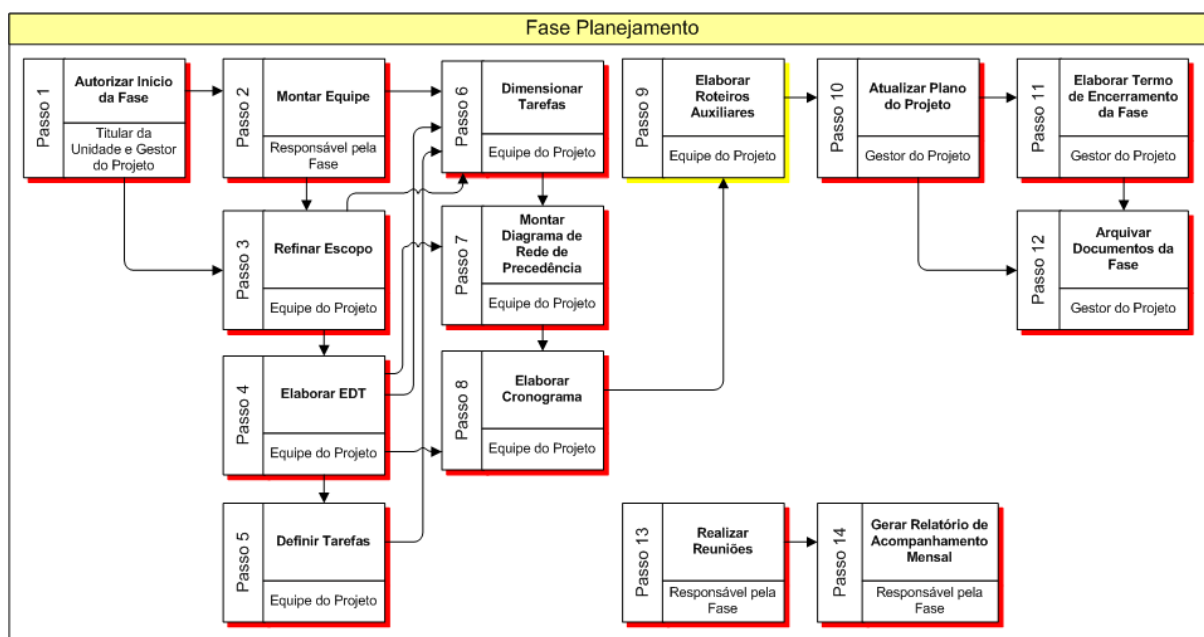 Fase Planejamento
Passo 1
Autorizar Início
da Fase
Titular da
Unidade e Gestor
do Projeto
Passo 2
Montar Equipe
Responsável pela
Fase
Passo 3
Refinar Escopo
Equipe do Projeto
Passo 4
Elaborar EDT
Equipe do Projeto
Passo 5
Definir Tarefas
Equipe do Projeto
Passo 6
Dimensionar
Tarefas
Equipe do Projeto
Passo 7
Montar
Diagrama de
Rede de
Precedência
Equipe do Projeto
Passo 8
Elaborar
Cronograma
Equipe do Projeto
Passo 9
Elaborar
Roteiros
Auxiliares
Equipe do Projeto
Passo 10
Atualizar Plano
do Projeto
Gestor do Projeto
Passo 11
Elaborar Termo
de Encerramento
da Fase
Gestor do Projeto
Passo 12
Arquivar
Documentos da
Fase
Gestor do Projeto
Passo 13
Realizar
Reuniões
Responsável pela
Fase
Passo 14
Gerar Relatório de
Acompanhamento
Mensal
Responsável pela
Fase